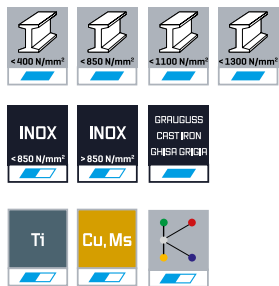 <400 N/mm²
<850 N/mm²
<1100 N/mm²
<1300 N/mm²
INOX
<850 N/mm²
INOX
>850 N/mm²
GRAUGUSS
CAST IRON
GHISA GRIGIA
Ti
Cu, Ms